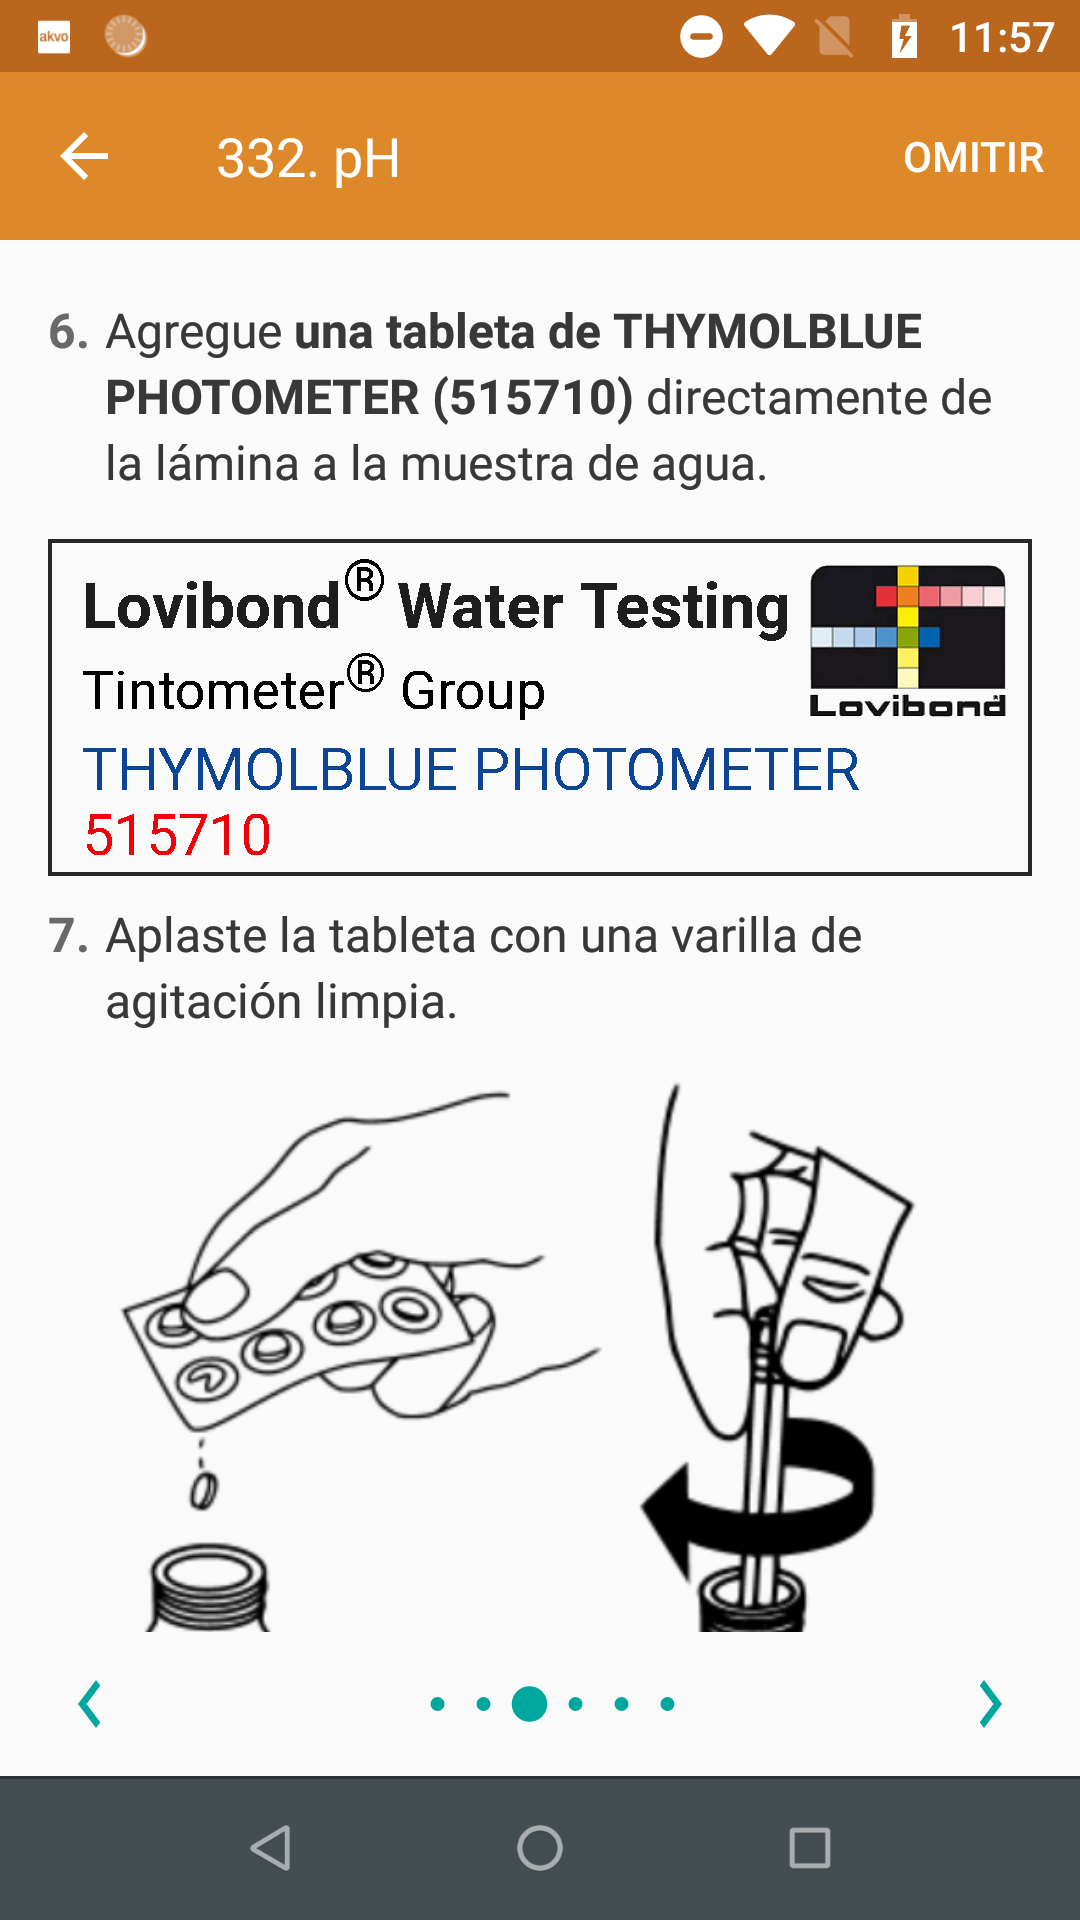 akvo
11:57
332. pH
OMITIR
6. Agregue una tableta de THYMOLBLUE
PHOTOMETER (515710) directamente de
la lámina a la muestra de agua.
Lovibond® Water Testing
Tintometer® Group
Lovibond
THYMOLBLUE PHOTOMETER
515710
7. Aplaste la tableta con una varilla de
agitación limpia.